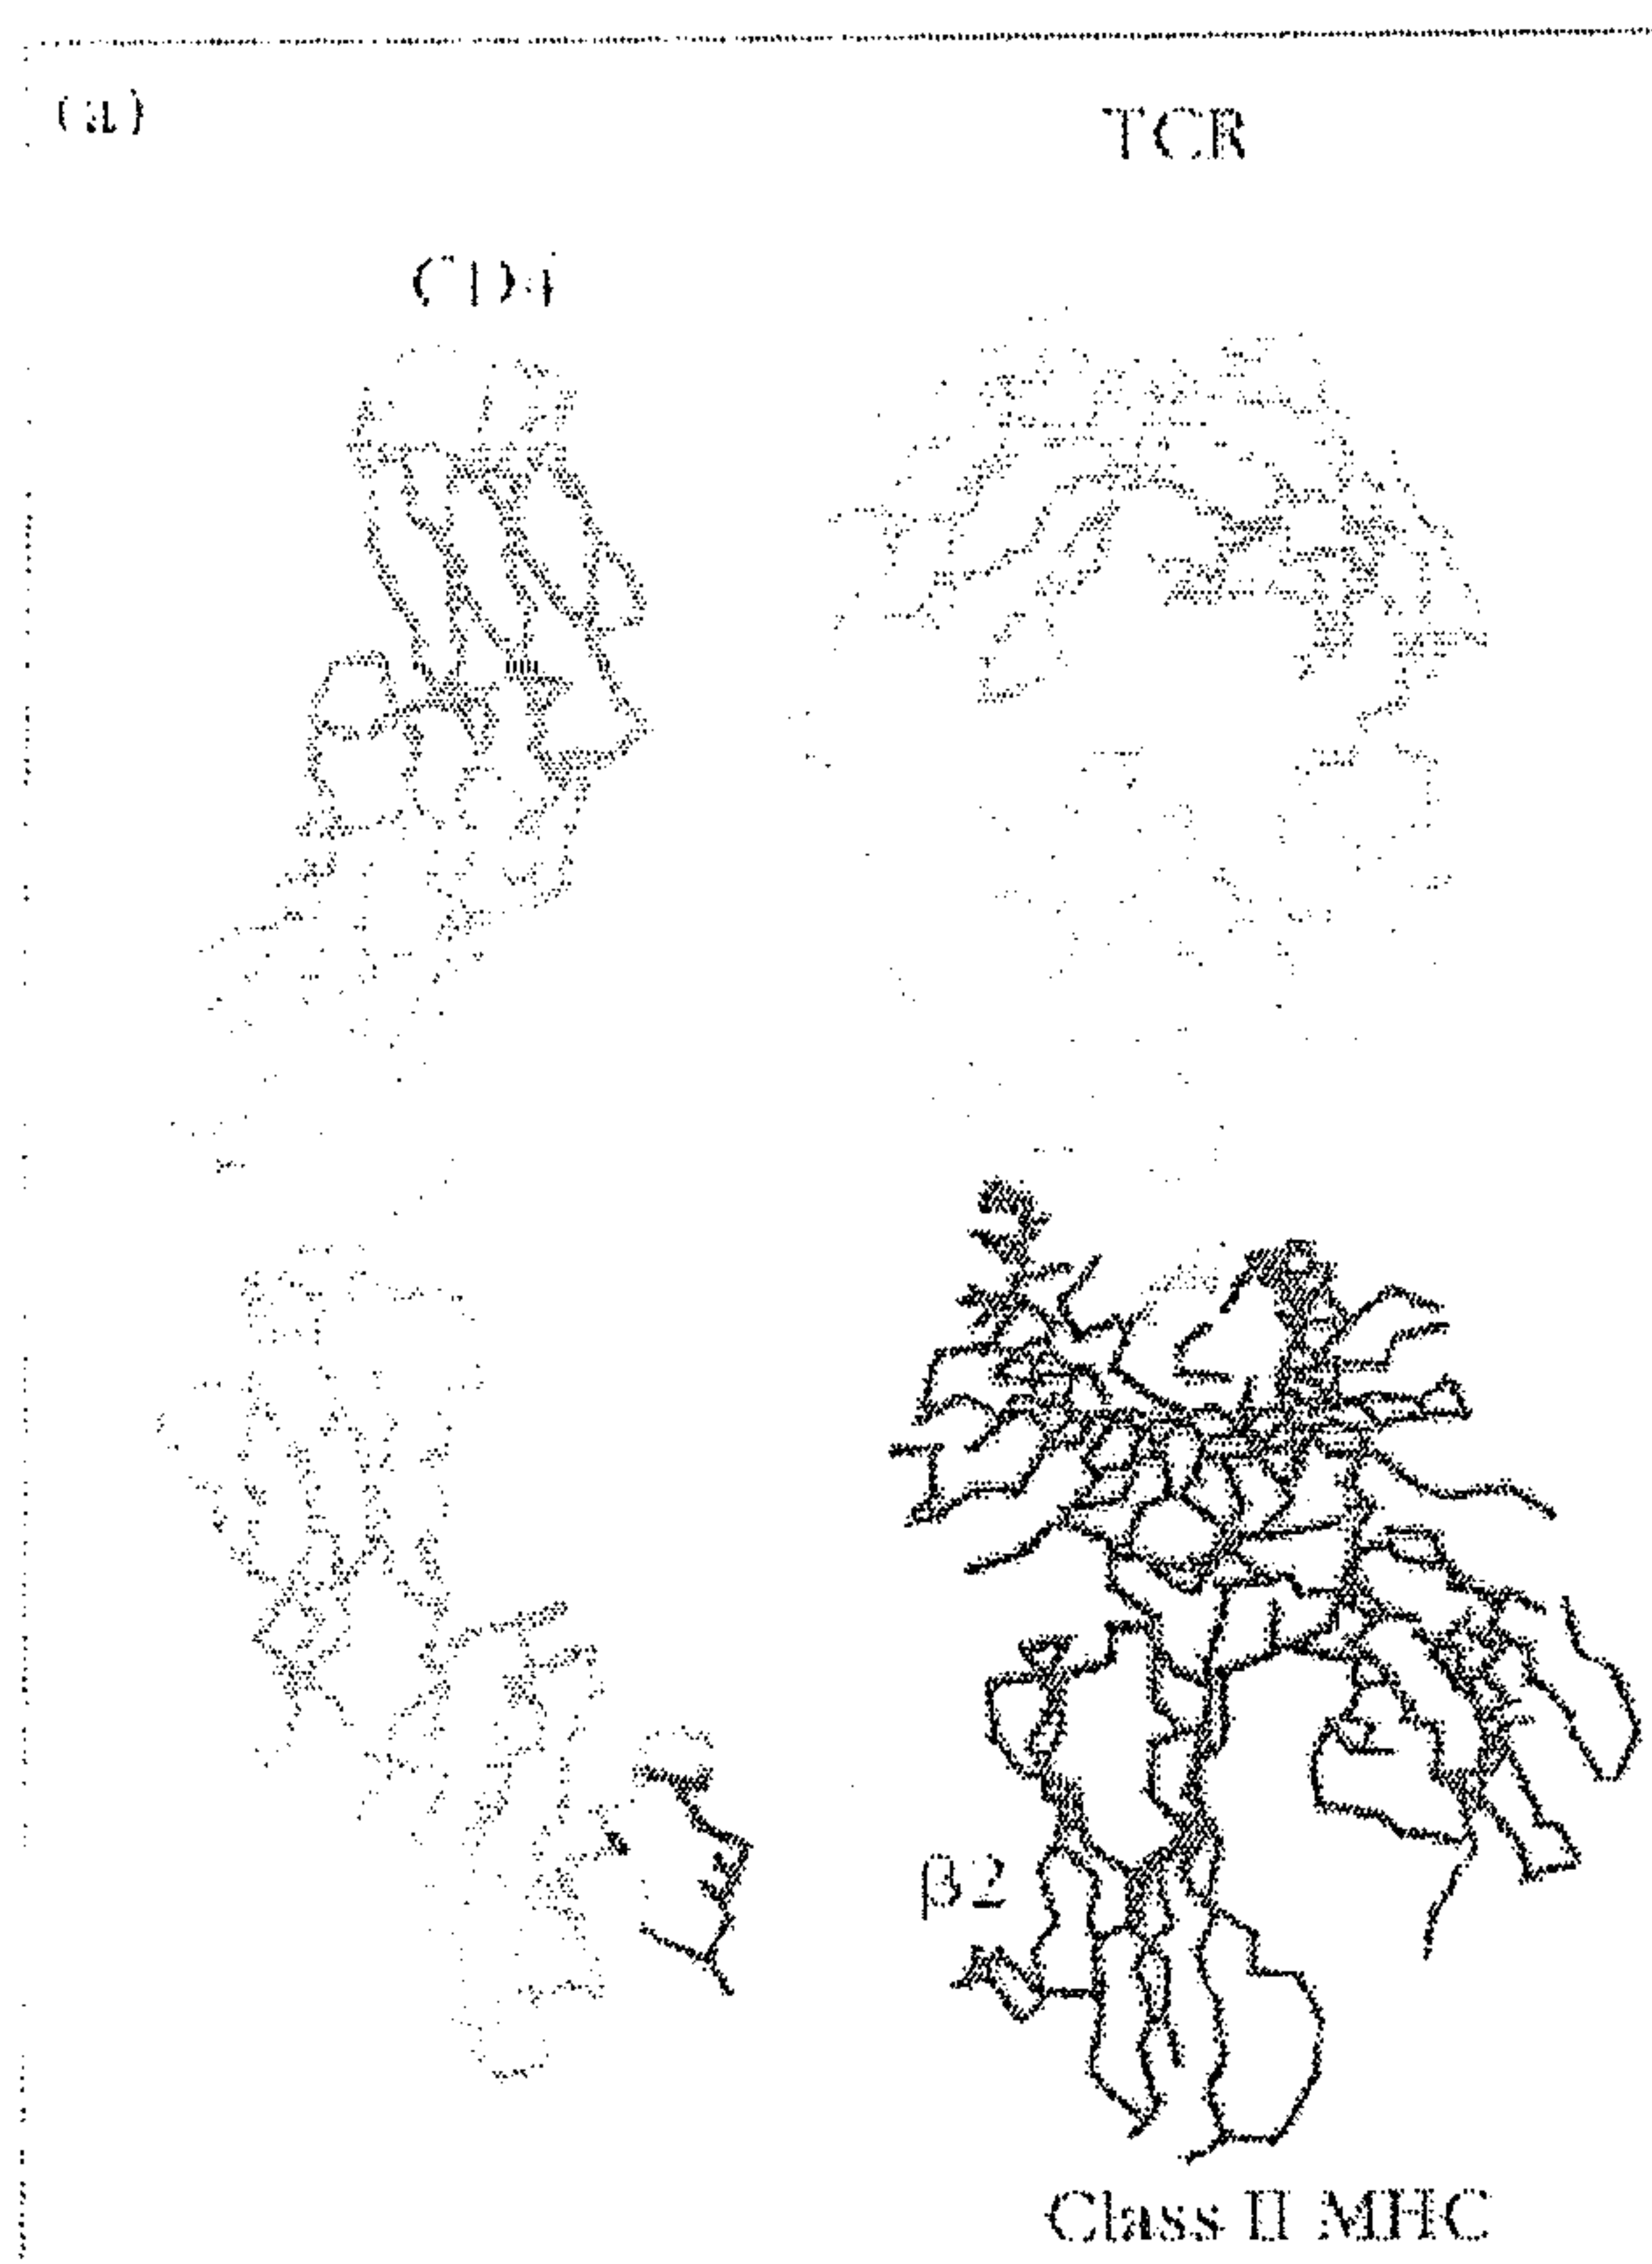 (a)
TCR
CD4
β2
Class II MHC